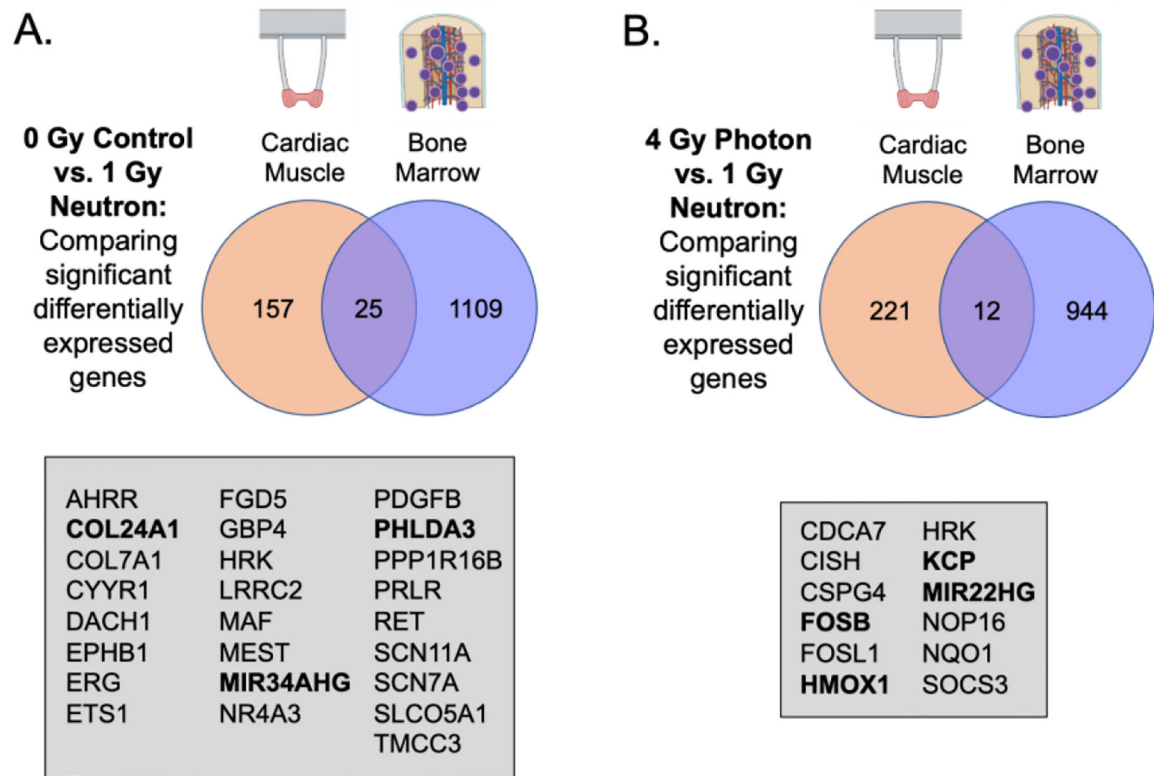 A.
0 Gy Control
vs. 1 Gy
Neutron:
Comparing
significant
differentially
expressed
genes
Cardiac
Muscle
Bone
Marrow
157
25
1109
AHRR
COL24A1
COL7A1
CYYR1
DACH1
EPHB1
ERG
ETS1
FGD5
GBP4
HRK
LRRC2
MAF
MEST
MIR34AHG
NR4A3
PDGFB
PHLDA3
PPP1R16B
PRLR
RET
SCN11A
SCN7A
SLCO5A1
TMCC3
B.
4 Gy Photon
vs. 1 Gy
Neutron:
Comparing
significant
differentially
expressed
genes
Cardiac
Muscle
Bone
Marrow
221
12
944
CDCA7
CISH
CSPG4
FOSB
FOSL1
HMOX1
HRK
KCP
MIR22HG
NOP16
NQO1
SOCS3